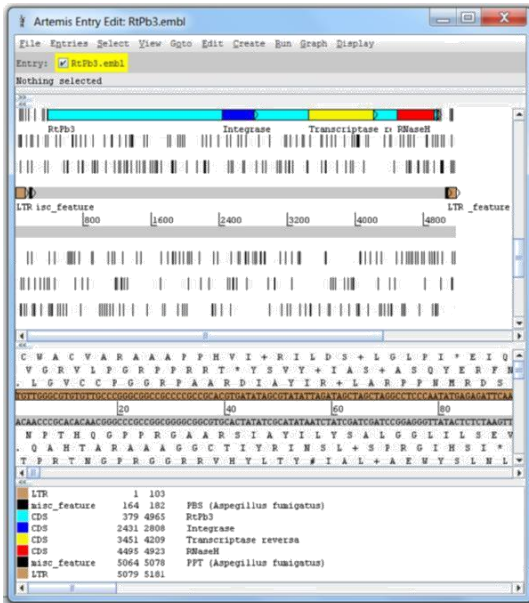 Artemis Entry Edit: RtPb3.embl
File Entries Select View Goto Edit Create Run Graph Display
Entry: RtPb3.embl
Nothing selected
RtPb3 Integrase Transcriptase r RNaseH
LTR isc_feature LTR _feature
800 1600 2400 3200 4000 4800
C W A C V A R A A A P P H V I + R I L D S + L G L P I * E I Q
V G R V L P G R P R R T * Y S V Y + I A S + A S Q Y E R F N
. L G V C C P G G R P A A R D I A Y I R + L A R P P N M R D S
20 40 60 80
N P T H Q G P P R G A A R S I A Y I L Y S A L G G L I L S E V
. Q A H T A R A A A G G C T I Y R I N S L + S P R G I H S I *
T P R T N G P R G R R V H Y L T Y # I A L + A E W Y S L N L
LTR 1 103
misc_feature 164 182 PBS (Aspegillus fumigatus)
CDS 379 4965 RtPb3
CDS 2431 2808 Integrase
CDS 3451 4209 Transcriptase reversa
CDS 4495 4923 RNaseH
misc_feature 5064 5078 PPT (Aspegillus fumigatus)
LTR 5079 5181